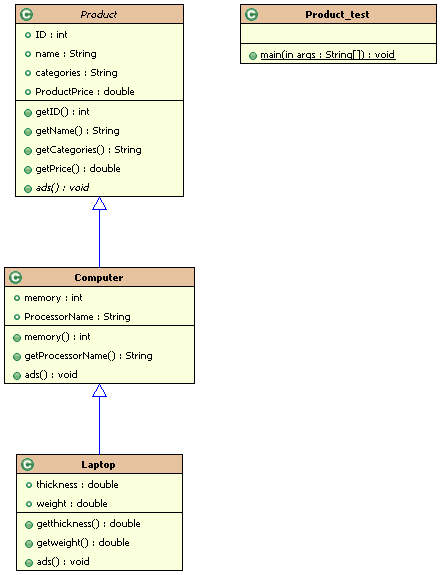 Product
ID : int
name : String
categories : String
ProductPrice : double
getID() : int
getName() : String
getCategories() : String
getPrice() : double
ads() : void
Product_test
main(in args : String[]) : void
Computer
memory : int
ProcessorName : String
memory() : int
getProcessorName() : String
ads() : void
Laptop
thickness : double
weight : double
getthickness() : double
getweight() : double
ads() : void